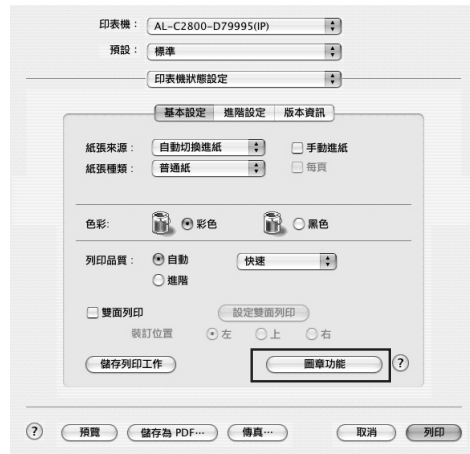 印表機： AL-C2800-D79995(IP)
預設： 標準
印表機狀態設定
基本設定 進階設定 版本資訊
紙張來源： 自動切換進紙 手動進紙
紙張種類： 普通紙 每頁
色彩: 彩色 黑色
列印品質： 自動 快速
進階
雙面列印 設定雙面列印
裝訂位置 左 上 右
儲存列印工作 圖章功能 ?
? 預覽 儲存為 PDF… 傳真… 取消 列印